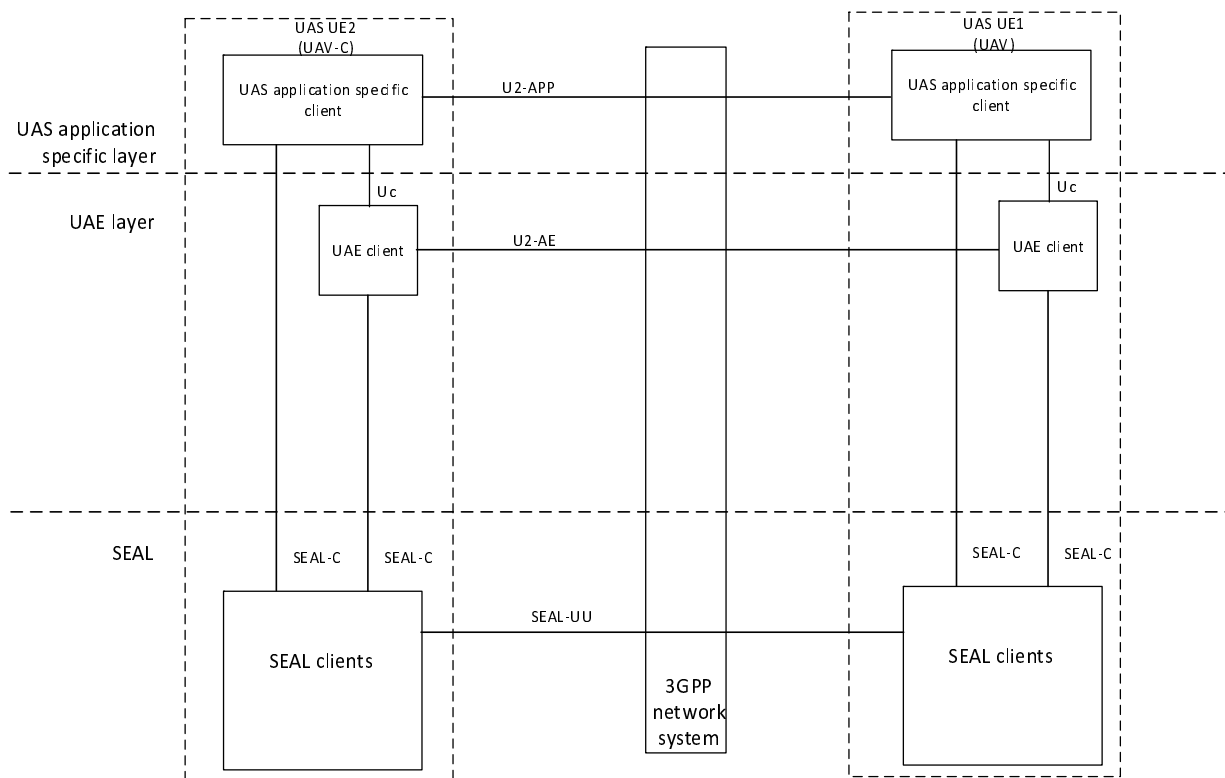 UAS UE2
(UAV-C)
UAS UE1
(UAV)
UAS application specific
client
U2-APP
UAS application specific
client
UAS application
specific layer
Uc
Uc
UAE layer
UAE client
U2-AE
UAE client
SEAL
SEAL-C
SEAL-C
SEAL-C
SEAL-C
SEAL-UU
SEAL clients
SEAL clients
3GPP
network
system